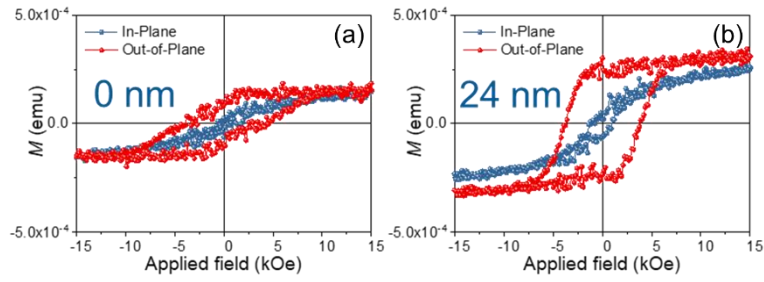 5.0x10⁻⁴
0.0
-5.0x10⁻⁴
M (emu)
In-Plane
Out-of-Plane
(a)
0 nm
-15 -10 -5 0 5 10 15
Applied field (kOe)
5.0x10⁻⁴
0.0
-5.0x10⁻⁴
M (emu)
In-Plane
Out-of-Plane
(b)
24 nm
-15 -10 -5 0 5 10 15
Applied field (kOe)